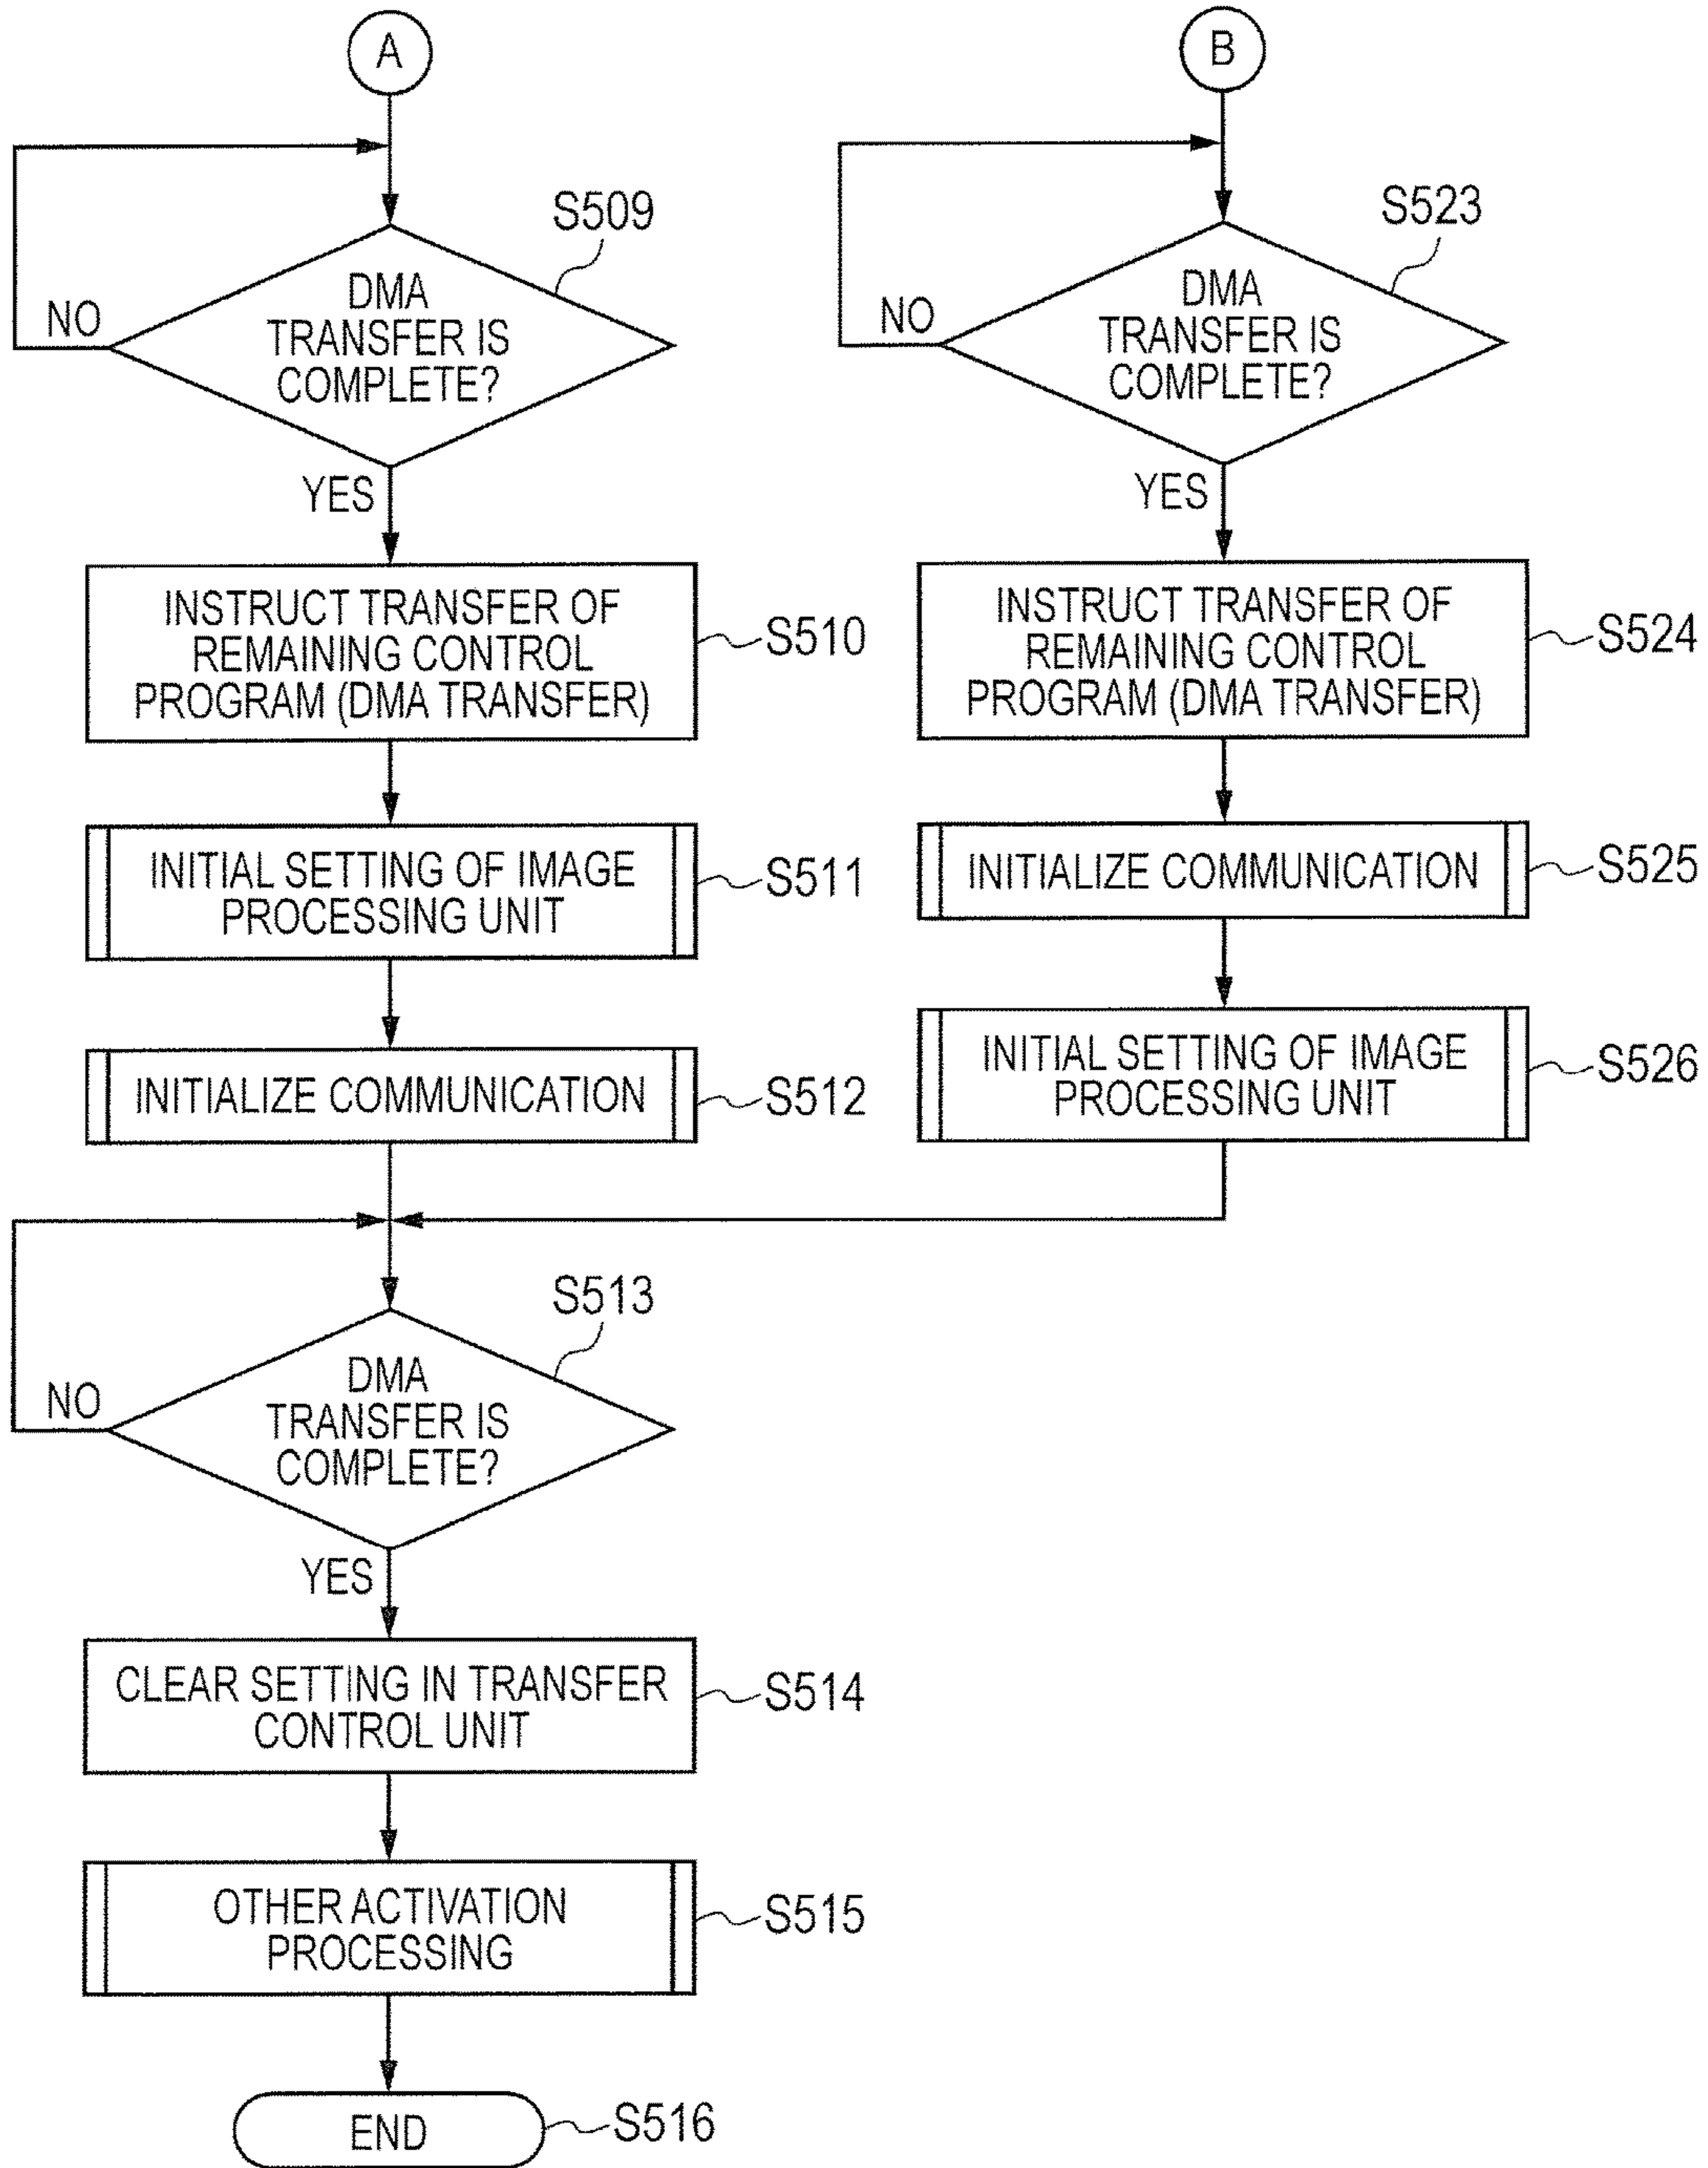 A
S509
DMA
TRANSFER IS
COMPLETE?
NO
YES
INSTRUCT TRANSFER OF
REMAINING CONTROL
PROGRAM (DMA TRANSFER)
S510
INITIAL SETTING OF IMAGE
PROCESSING UNIT
S511
INITIALIZE COMMUNICATION
S512
B
S523
DMA
TRANSFER IS
COMPLETE?
NO
YES
INSTRUCT TRANSFER OF
REMAINING CONTROL
PROGRAM (DMA TRANSFER)
S524
INITIALIZE COMMUNICATION
S525
INITIAL SETTING OF IMAGE
PROCESSING UNIT
S526
S513
DMA
TRANSFER IS
COMPLETE?
NO
YES
CLEAR SETTING IN TRANSFER
CONTROL UNIT
S514
OTHER ACTIVATION
PROCESSING
S515
END
S516